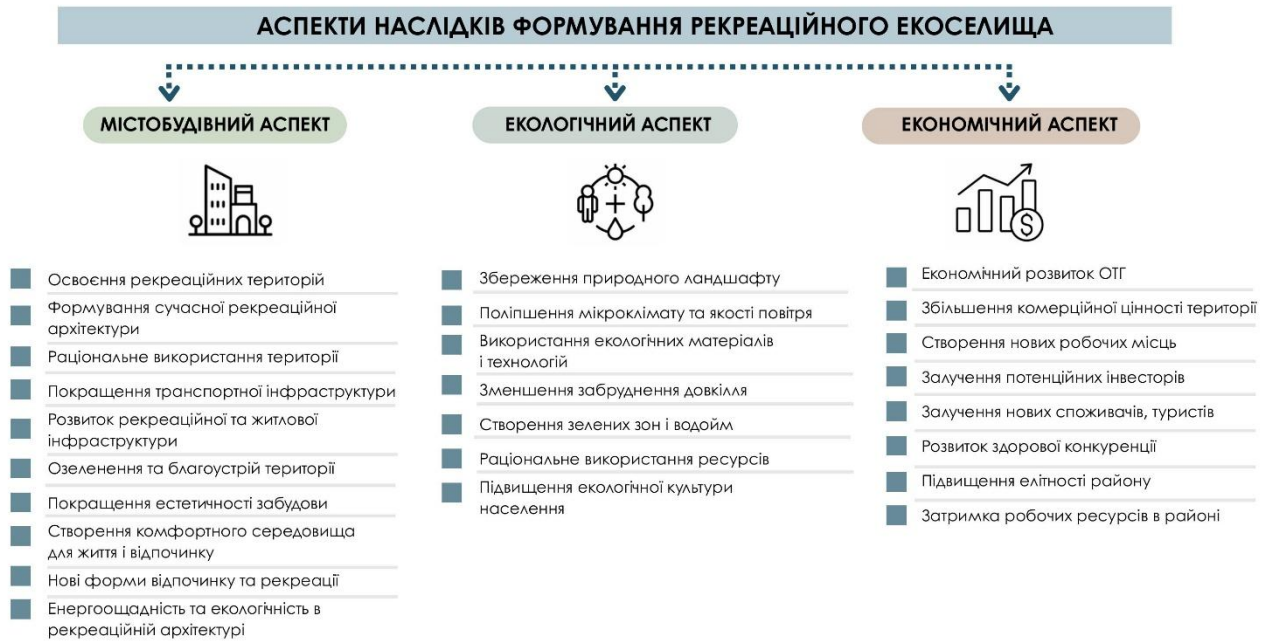 АСПЕКТИ НАСЛІДКІВ ФОРМУВАННЯ РЕКРЕАЦІЙНОГО ЕКОСЕЛИЩА
МІСТОБУДІВНИЙ АСПЕКТ
Освоєння рекреаційних територій
Формування сучасної рекреаційної
архітектури
Раціональне використання території
Покращення транспортної інфраструктури
Розвиток рекреаційної та житлової
інфраструктури
Озеленення та благоустрій території
Покращення естетичності забудови
Створення комфортного середовища
для життя і відпочинку
Нові форми відпочинку та рекреації
Енергоощадність та екологічність в
рекреаційній архітектурі
ЕКОЛОГІЧНИЙ АСПЕКТ
Збереження природного ландшафту
Поліпшення мікроклімату та якості повітря
Використання екологічних матеріалів
і технологій
Зменшення забруднення довкілля
Створення зелених зон і водойм
Раціональне використання ресурсів
Підвищення екологічної культури
населення
ЕКОНОМІЧНИЙ АСПЕКТ
$
Економічний розвиток ОТГ
Збільшення комерційної цінності території
Створення нових робочих місць
Залучення потенційних інвесторів
Залучення нових споживачів, туристів
Розвиток здорової конкуренції
Підвищення елітності району
Затримка робочих ресурсів в районі